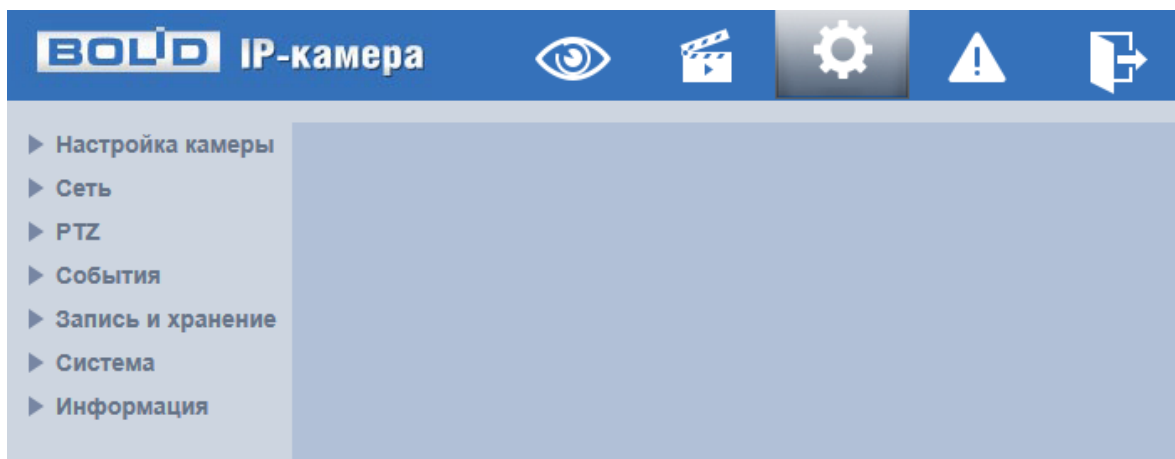 BOLID IP-камера
Настройка камеры
Сеть
PTZ
События
Запись и хранение
Система
Информация